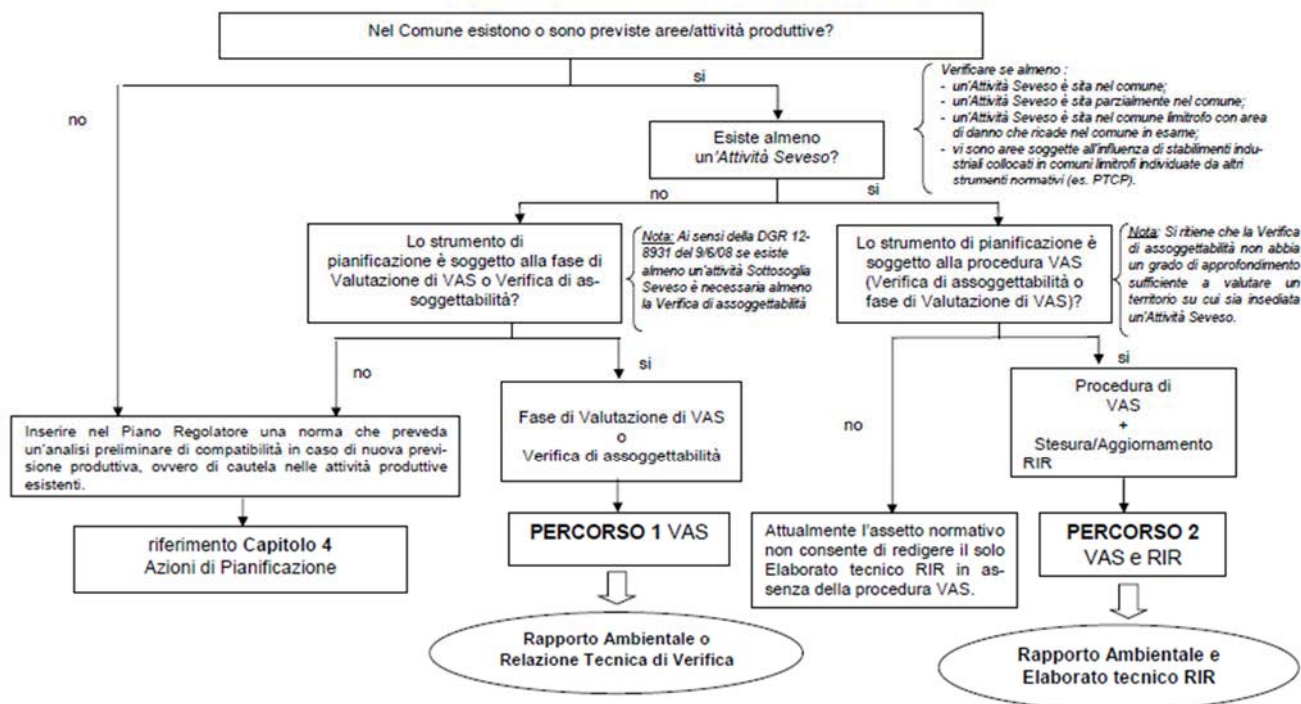 Nel Comune esistono o sono previste aree/attività produttive?
no
si
Verificare se almeno :
- un'Attività Seveso è sita nel comune;
- un'Attività Seveso è sita parzialmente nel comune;
- un'Attività Seveso è sita nel comune limitrofo con area
di danno che ricade nel comune in esame;
- vi sono aree soggette all'influenza di stabilimenti indu-
striali collocati in comuni limitrofi individuate da altri
strumenti normativi (es. PTCP).
Esiste almeno
un'Attività Seveso?
no
si
Lo strumento di
pianificazione è soggetto alla fase di
Valutazione di VAS o Verifica di as-
soggettabilità?
Nota: Ai sensi della DGR 12-
8931 del 9/6/08 se esiste
almeno un'attività Sottosoglia
Seveso è necessaria almeno
la Verifica di assoggettabilità
Lo strumento di pianificazione è
soggetto alla procedura VAS
(Verifica di assoggettabilità o
fase di Valutazione di VAS)?
Nota: Si ritiene che la Verifica
di assoggettabilità non abbia
un grado di approfondimento
sufficiente a valutare un
territorio su cui sia insediata
un'Attività Seveso.
no
si
no
si
Inserire nel Piano Regolatore una norma che preveda
un'analisi preliminare di compatibilità in caso di nuova previ-
sione produttiva, ovvero di cautela nelle attività produttive
esistenti.
Fase di Valutazione di VAS
o
Verifica di assoggettabilità
Procedura di
VAS
+
Stesura/Aggiornamento
RIR
riferimento Capitolo 4
Azioni di Pianificazione
PERCORSO 1 VAS
Attualmente l'assetto normativo
non consente di redigere il solo
Elaborato tecnico RIR in as-
senza della procedura VAS.
PERCORSO 2
VAS e RIR
Rapporto Ambientale o
Relazione Tecnica di Verifica
Rapporto Ambientale e
Elaborato tecnico RIR